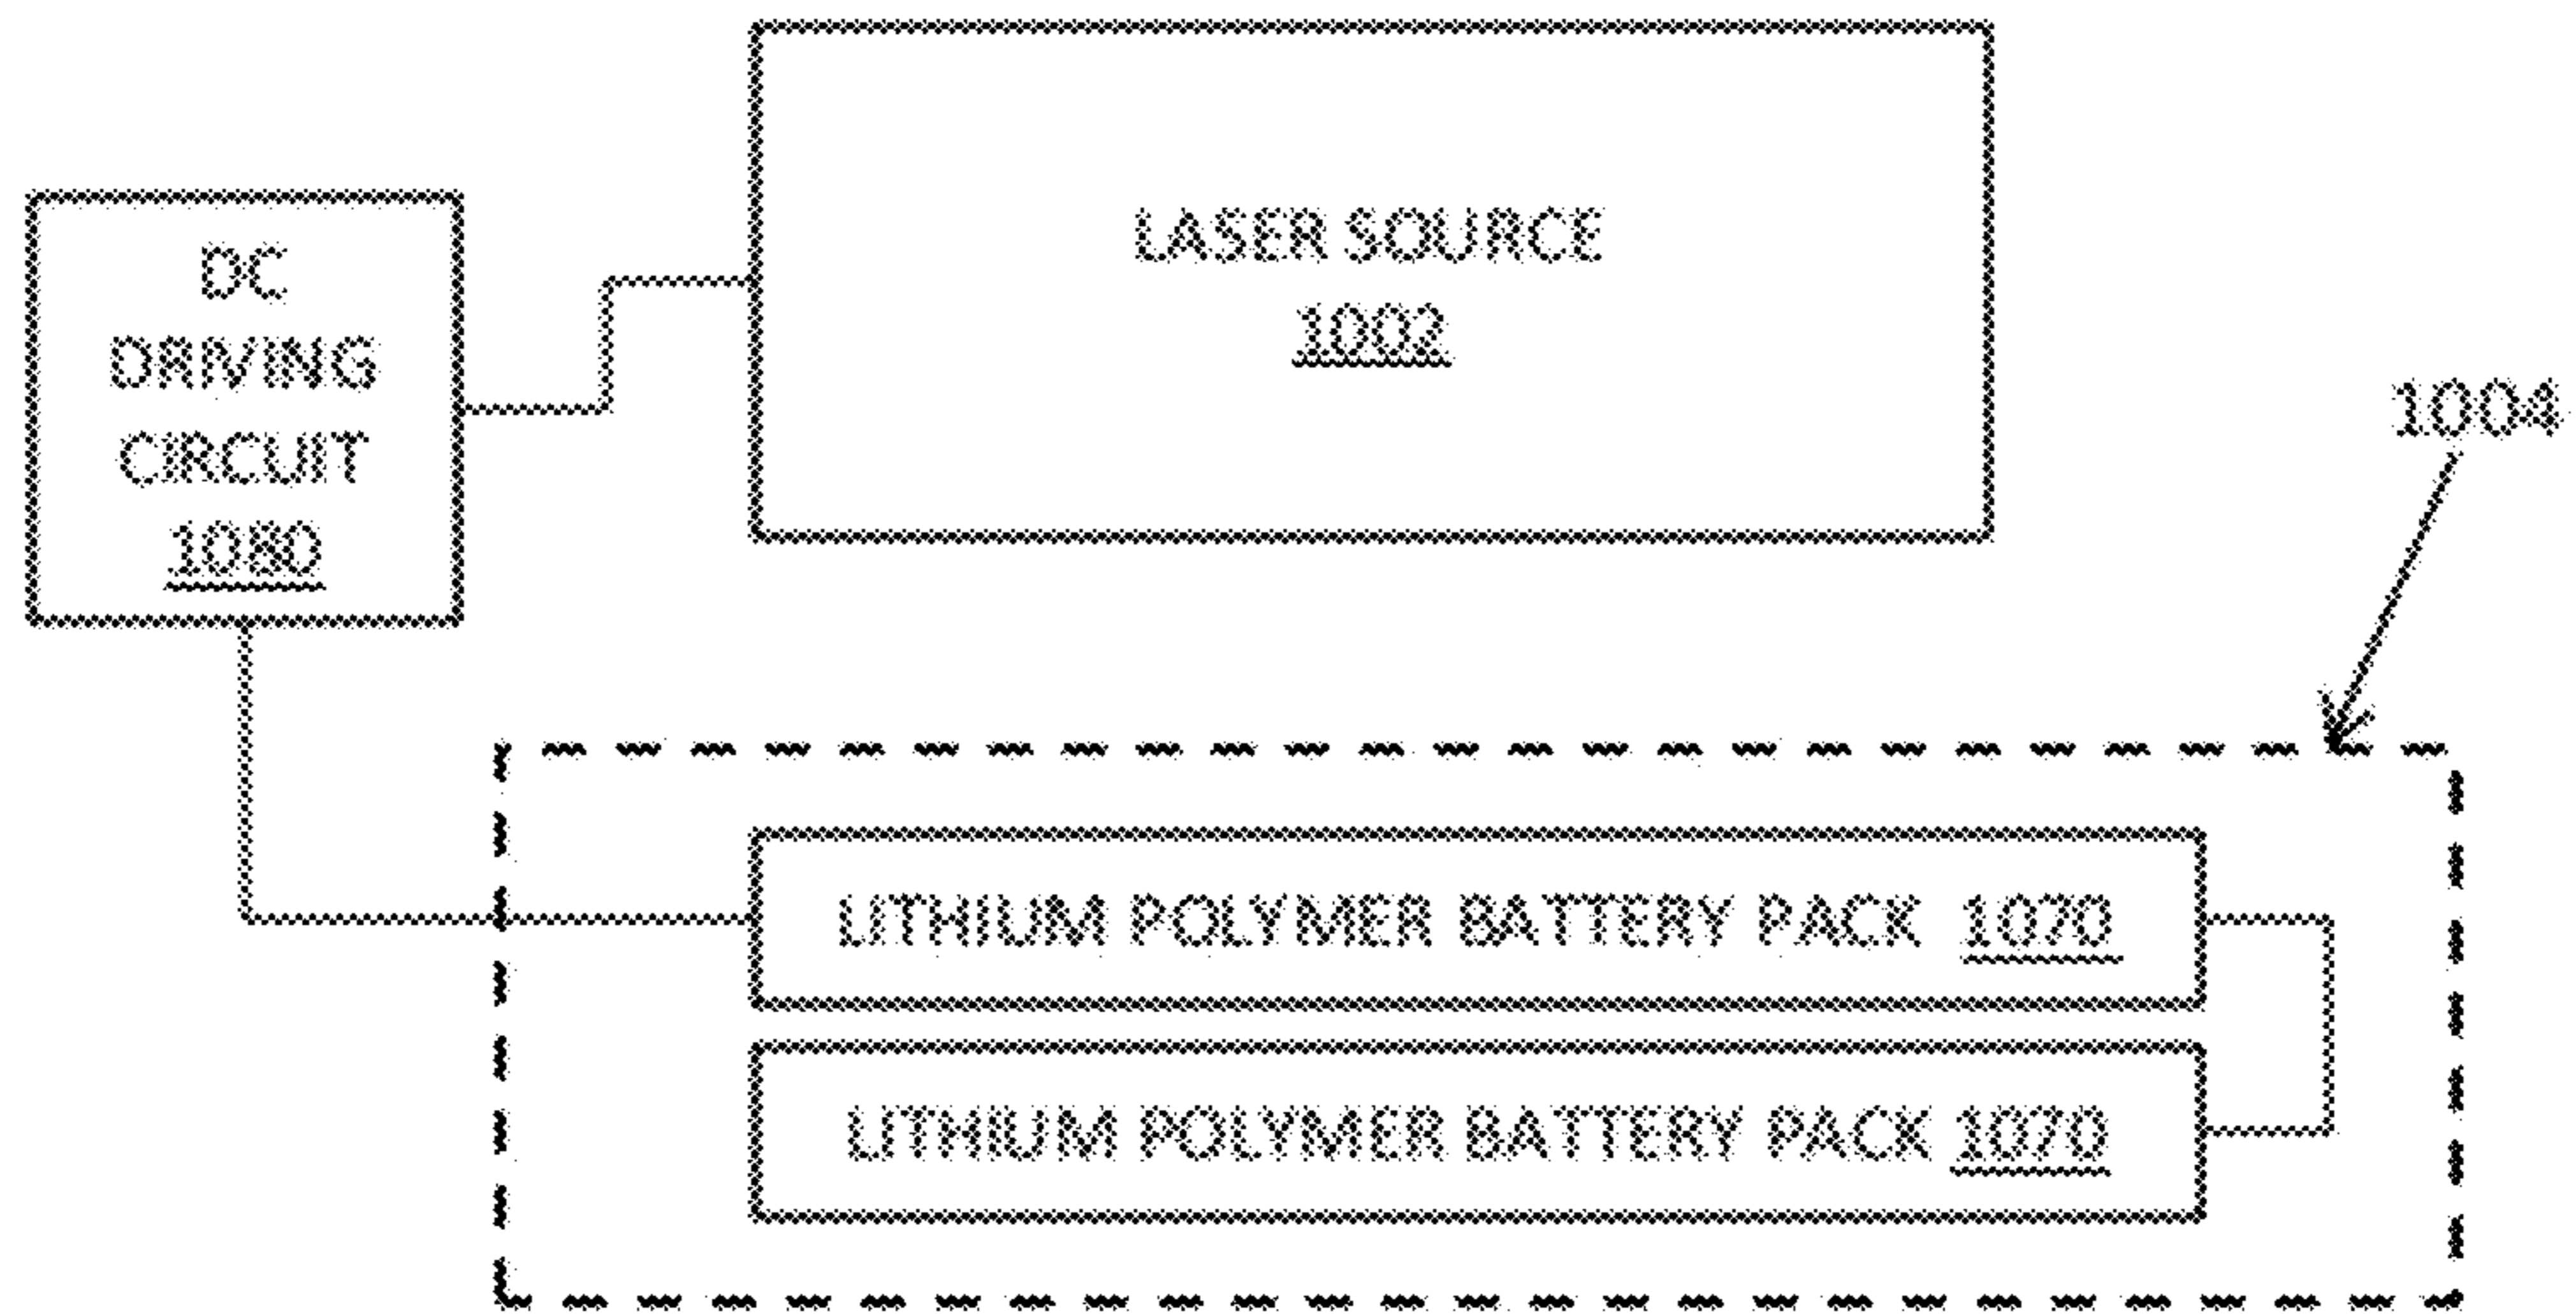 LASER SOURCE
1002
DC
DRIVING
CIRCUIT
1080
1004
LITHIUM POLYMER BATTERY PACK 1070
LITHIUM POLYMER BATTERY PACK 1070